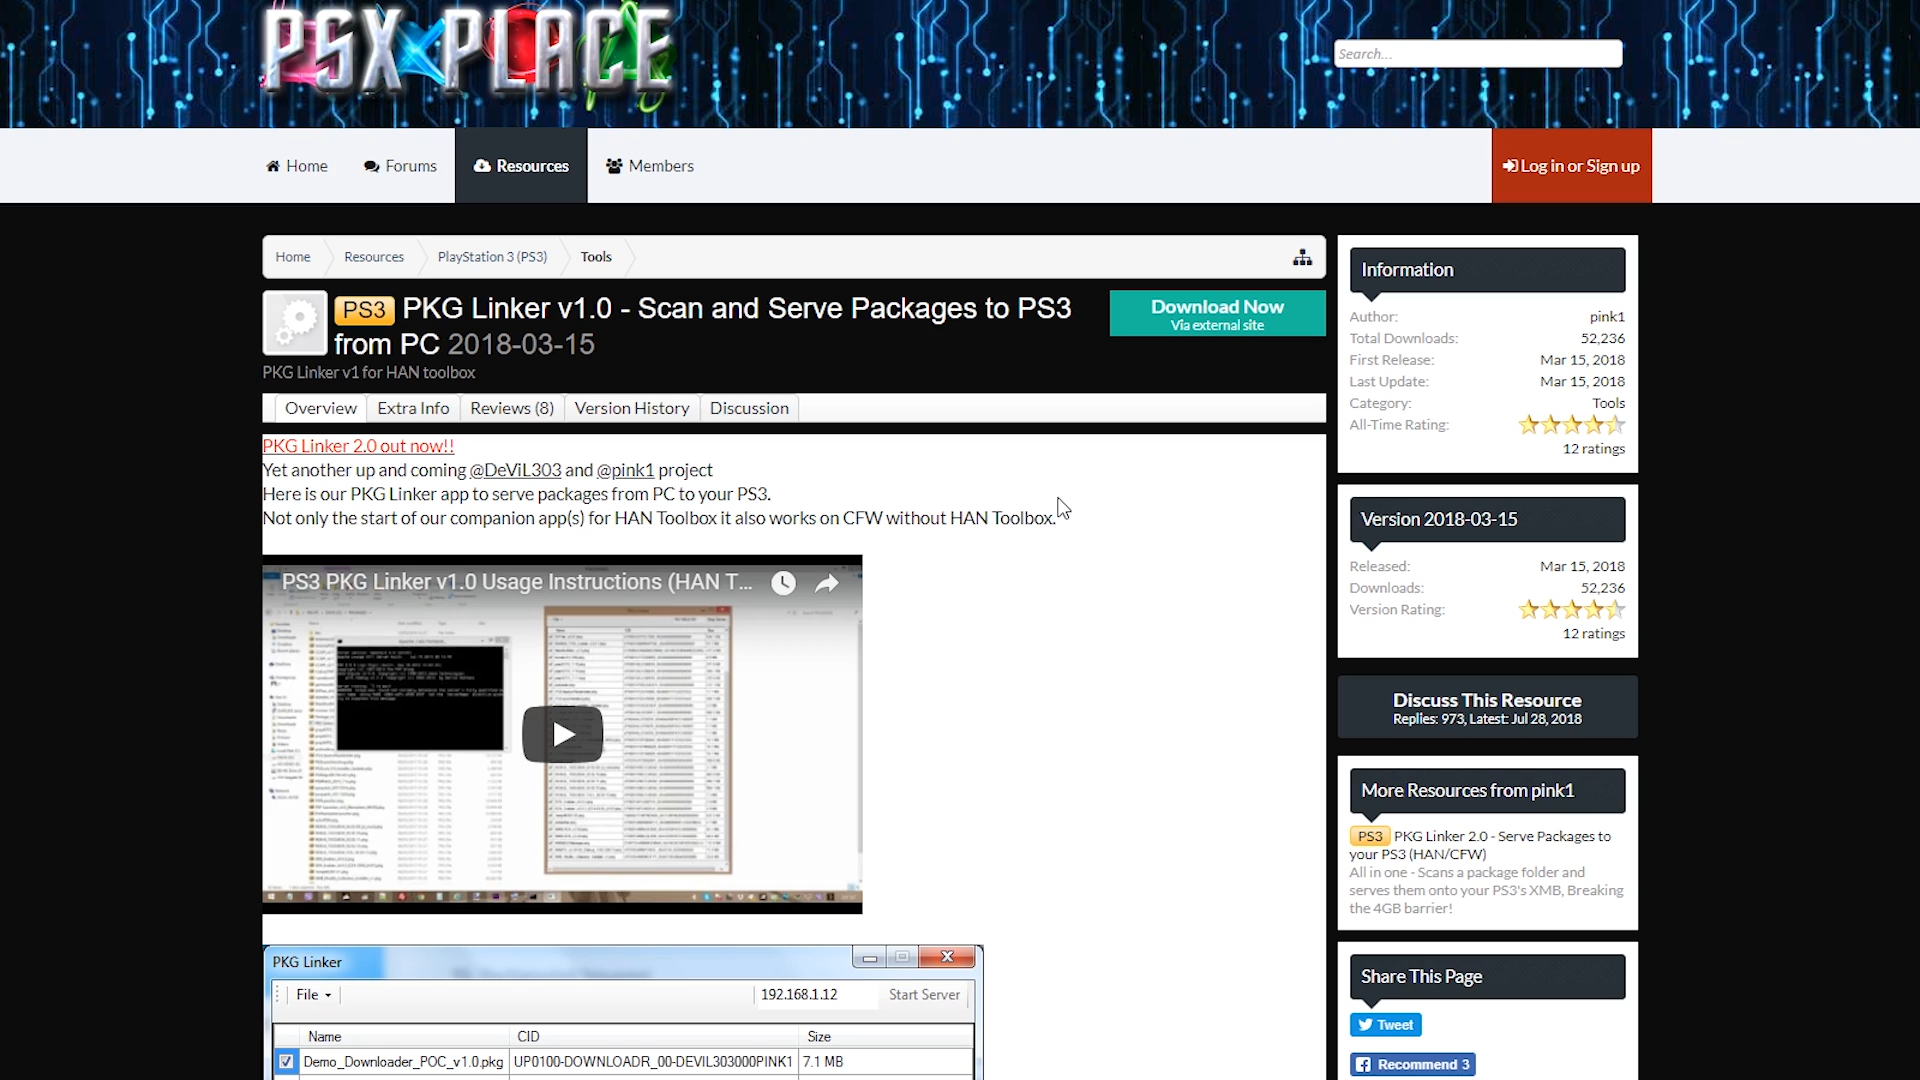 PSX PLACE
Search...
Home
Forums
Resources
Members
Log in or Sign up
Home
Resources
PlayStation 3 (PS3)
Tools
PS3 PKG Linker v1.0 - Scan and Serve Packages to PS3
from PC 2018-03-15
PKG Linker v1 for HAN toolbox
Download Now
Via external site
Overview
Extra Info
Reviews (8)
Version History
Discussion
PKG Linker 2.0 out now!!
Yet another up and coming @DeViL303 and @pink1 project
Here is our PKG Linker app to serve packages from PC to your PS3.
Not only the start of our companion app(s) for HAN Toolbox it also works on CFW without HAN Toolbox.
PS3 PKG Linker v1.0 Usage Instructions (HAN T...
PKG Linker
File
192.168.1.12
Start Server
Name CID Size
Demo_Downloader_POC_v1.0.pkg UP0100-DOWNLOADR_00-DEVIL303000PINK1 7.1 MB
Information
Author: pink1
Total Downloads: 52,236
First Release: Mar 15, 2018
Last Update: Mar 15, 2018
Category: Tools
All-Time Rating:
12 ratings
Version 2018-03-15
Released: Mar 15, 2018
Downloads: 52,236
Version Rating:
12 ratings
Discuss This Resource
Replies: 973, Latest: Jul 28, 2018
More Resources from pink1
PS3 PKG Linker 2.0 - Serve Packages to
your PS3 (HAN/CFW)
All in one - Scans a package folder and
serves them onto your PS3's XMB, Breaking
the 4GB barrier!
Share This Page
Tweet
Recommend 3